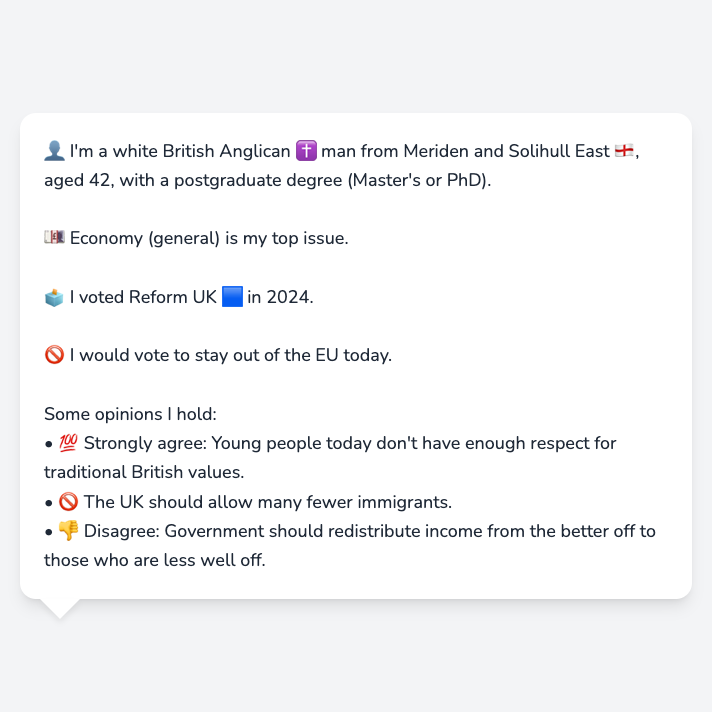 👤 I'm a white British Anglican ✝️ man from Meriden and Solihull East 🏴󠁧󠁢󠁥󠁮󠁧󠁿,
aged 42, with a postgraduate degree (Master's or PhD).
💷 Economy (general) is my top issue.
🗳️ I voted Reform UK 🟦 in 2024.
🚫 I would vote to stay out of the EU today.
Some opinions I hold:
• 💯 Strongly agree: Young people today don't have enough respect for
traditional British values.
• 🚫 The UK should allow many fewer immigrants.
• 👎 Disagree: Government should redistribute income from the better off to
those who are less well off.